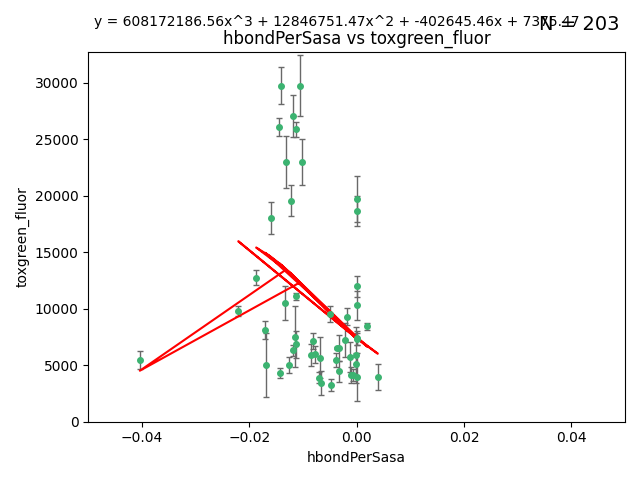 y = 608172186.56x^3 + 12846751.47x^2 + -402645.46x + 7375.47
N = 203
hbondPerSasa vs toxgreen_fluor
30000
25000
20000
15000
10000
5000
0
toxgreen_fluor
−0.04 −0.02 0.00 0.02 0.04
hbondPerSasa